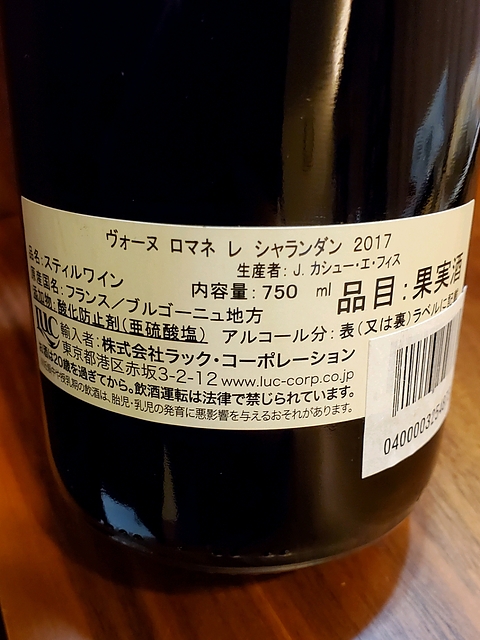 ヴォーヌ ロマネ レ シャランダン 2017
生産者: J. カシュー・エ・フィス
品名:スティルワイン
内容量: 750 ml
品目:果実酒
原産国名:フランス/ブルゴーニュ地方
添加物:酸化防止剤(亜硫酸塩)
アルコール分: 表(又は裏)ラベルに記載
LUC
輸入者: 株式会社ラック・コーポレーション
東京都港区赤坂3-2-12 www.luc-corp.co.jp
お酒は20歳を過ぎてから。飲酒運転は法律で禁じられています。
妊娠中や授乳期の飲酒は、胎児・乳児の発育に悪影響を与えるおそれがあります。